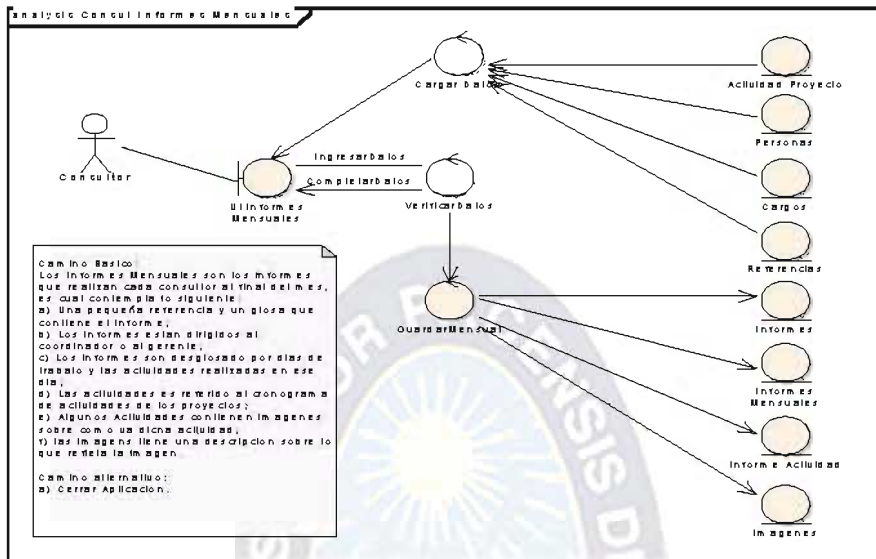 analysis Consul Informes Mensuales
Cargar Datos
Actividad Proyecto
Personas
Consultor
IngresarDatos
CompletarDatos
UI Informes
Mensuales
VerificarDatos
Cargos
Referencias
Camino Basico
Los Informes Mensuales son los informes
que realizan cada consultor al final del mes,
es cual contempla lo siguiente:
a) Una pequeña referencia y un glosa que
contiene el informe;
b) Los informes estan dirigidos al
coordinador o al gerente;
c) Los informes son desglosado por dias de
trabajo y las actividades realizadas en ese
dia;
d) Las actividades es referido al cronograma
de actividades de los proyectos;
e) Algunos Actividades contienen imagenes
sobre como va dicha actividad;
f) las imagens tiene una descripcion sobre lo
que refleja la imagen
Camino alternativo:
a) Cerrar Aplicacion.
GuardarMensual
Informes
Informes
Mensuales
Informe Actividad
Imagenes